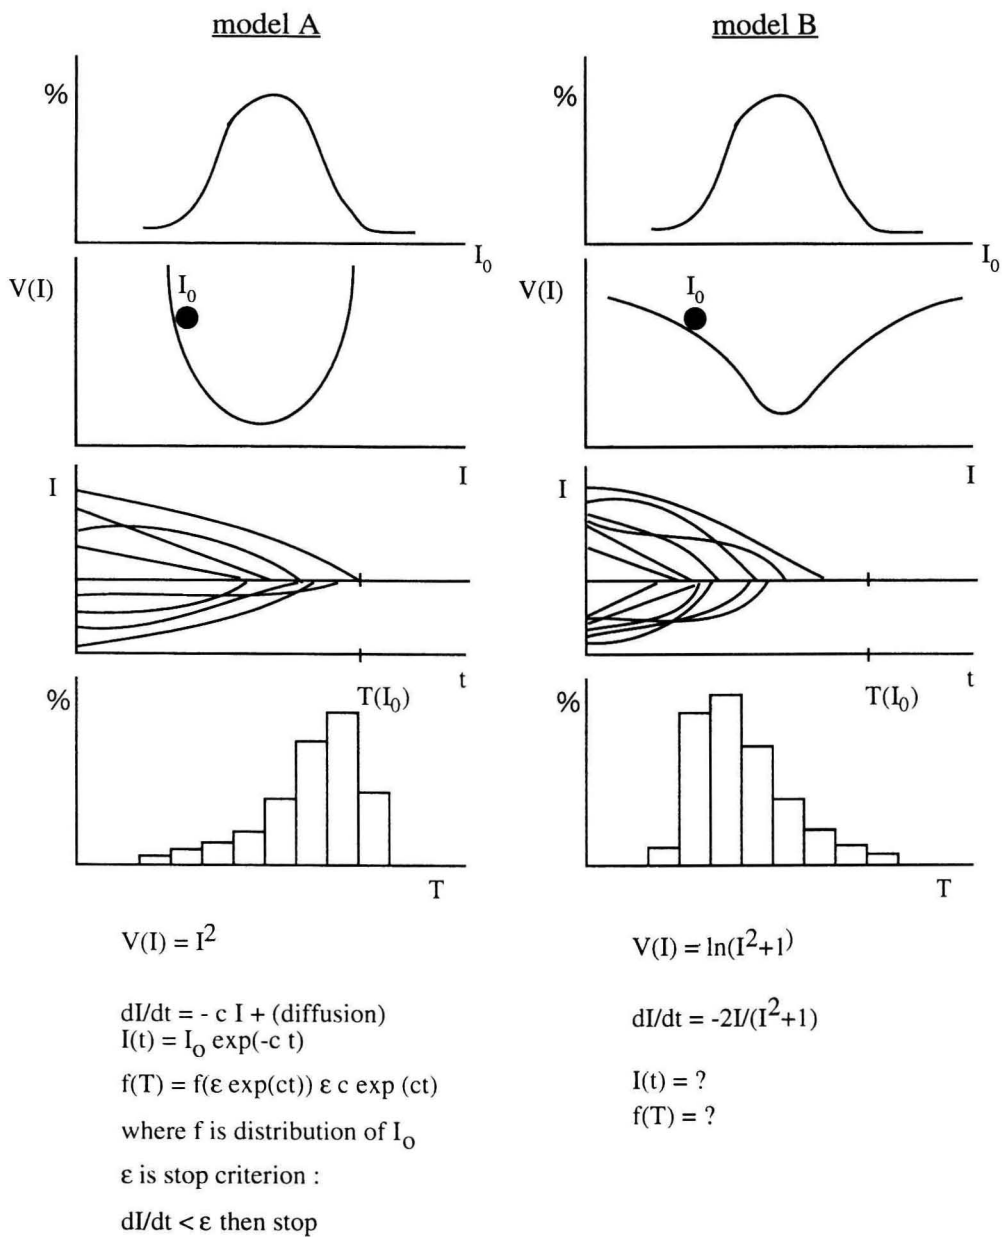 model A
%
I₀
V(I)
I₀
I
I
t
%
T(I₀)
T
V(I) = I²
dI/dt = - c I + (diffusion)
I(t) = Iₒ exp(-c t)
f(T) = f(ε exp(ct)) ε c exp (ct)
where f is distribution of Iₒ
ε is stop criterion :
dI/dt < ε then stop
model B
%
I₀
V(I)
I₀
I
I
t
%
T(I₀)
T
V(I) = ln(I²+1)
dI/dt = -2I/(I²+1)
I(t) = ?
f(T) = ?